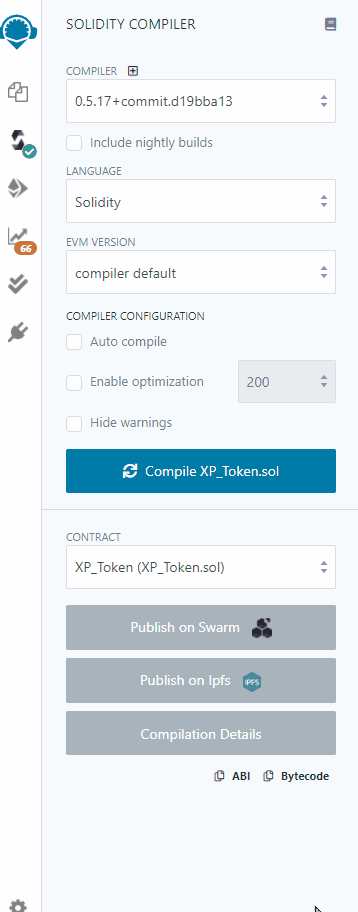 SOLIDITY COMPILER
COMPILER
0.5.17+commit.d19bba13
Include nightly builds
LANGUAGE
Solidity
EVM VERSION
compiler default
66
COMPILER CONFIGURATION
Auto compile
Enable optimization 200
Hide warnings
Compile XP_Token.sol
CONTRACT
XP_Token (XP_Token.sol)
Publish on Swarm
Publish on Ipfs IPFS
Compilation Details
ABI Bytecode